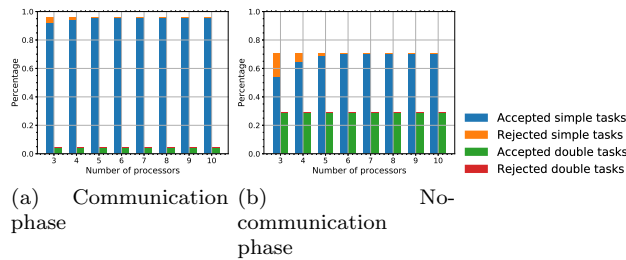 1.0
0.8
0.6
0.4
0.2
0.0
Percentage
3 4 5 6 7 8 9 10
Number of processors
1.0
0.8
0.6
0.4
0.2
0.0
Percentage
3 4 5 6 7 8 9 10
Number of processors
Accepted simple tasks
Rejected simple tasks
Accepted double tasks
Rejected double tasks
(a) Communication
phase
(b) No-
communication
phase